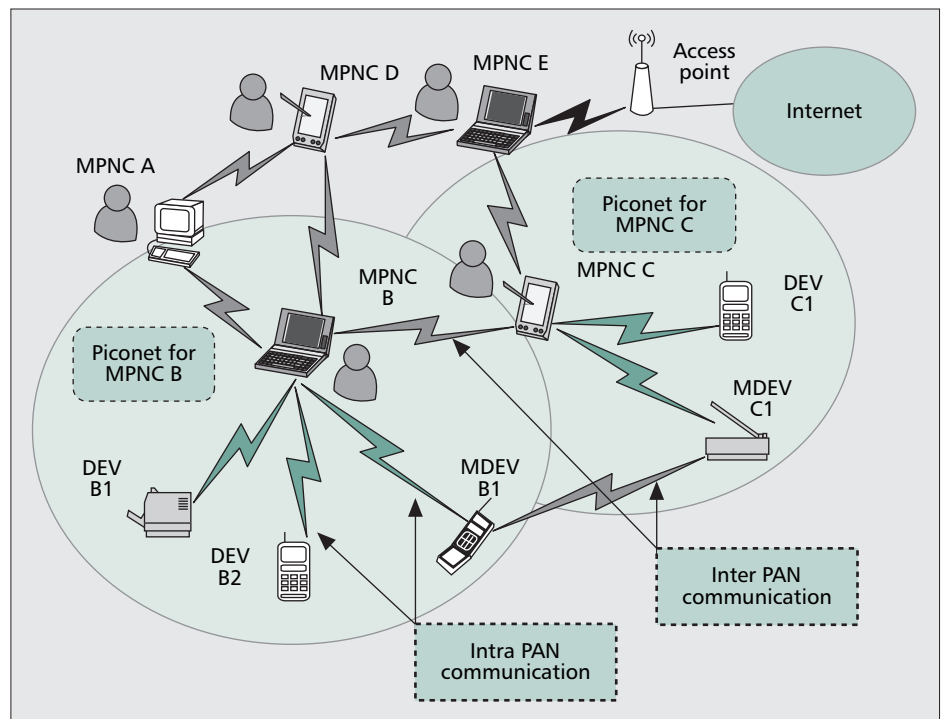 MPNC D
MPNC E
Access
point
Internet
MPNC A
Piconet for
MPNC C
MPNC
B
MPNC C
DEV
C1
Piconet for
MPNC B
MDEV
C1
DEV
B1
MDEV
B1
DEV
B2
Inter PAN
communication
Intra PAN
communication